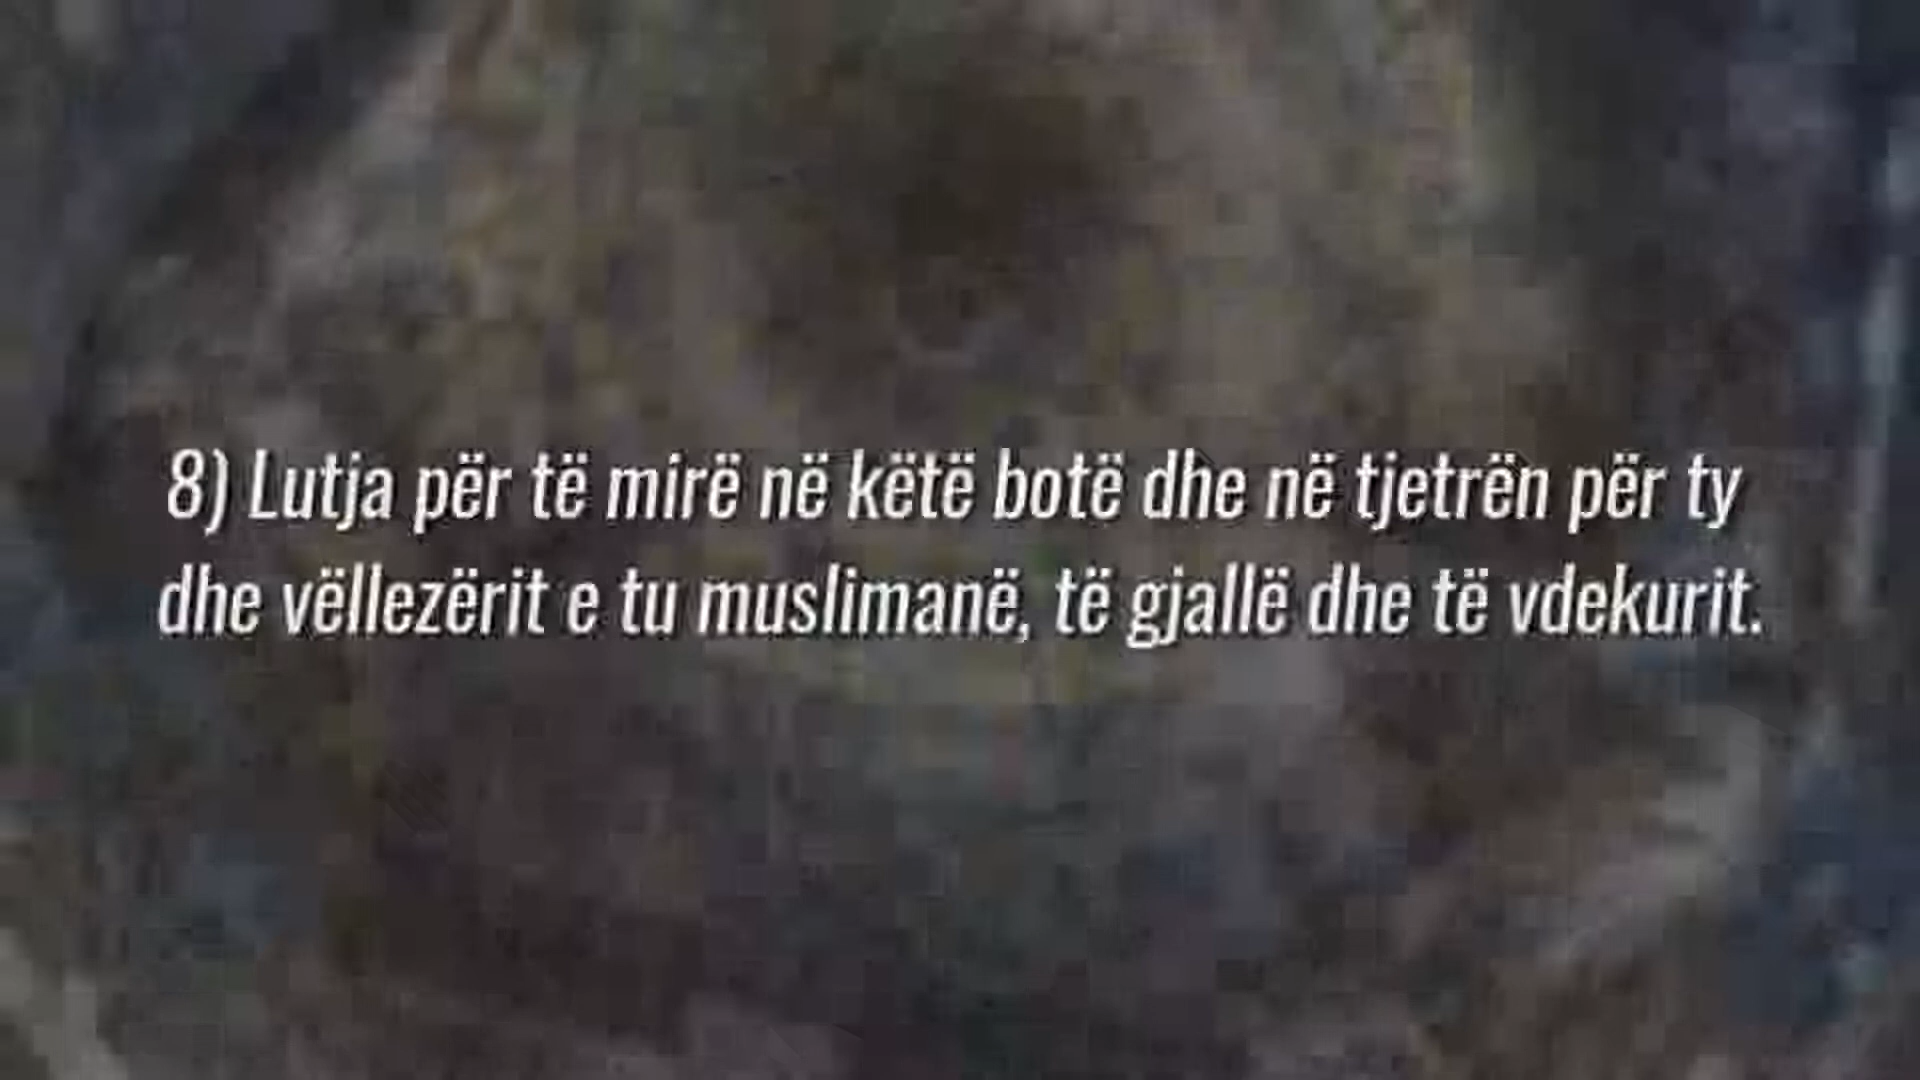 8) Lutja për të mirë në këtë botë dhe në tjetrën për ty
dhe vëllezërit e tu muslimanë, të gjallë dhe të vdekurit.